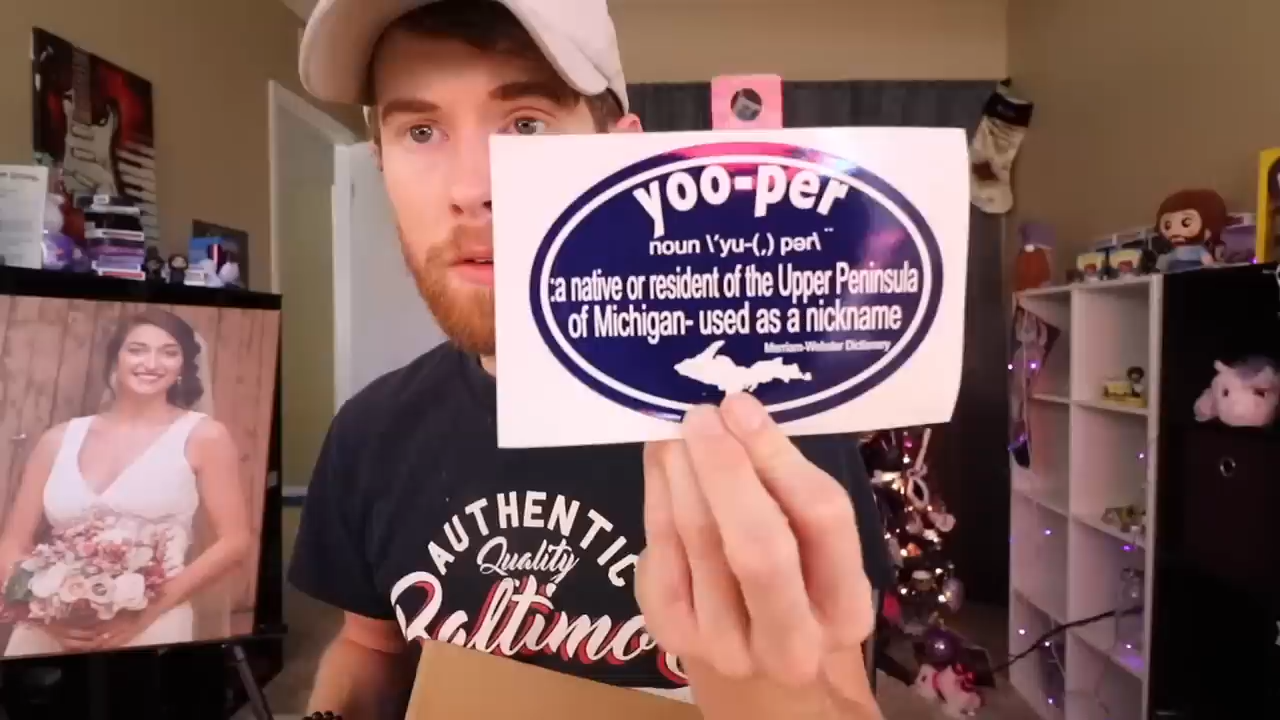 yoo-per
noun \'yu-(,) pər\ ¨
:a native or resident of the Upper Peninsula
of Michigan- used as a nickname
Merriam-Webster Dictionary
AUTHENTIC
Quality
Baltimo